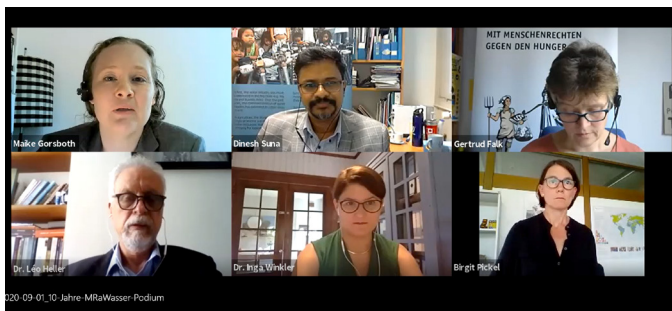 MIT MENSCHENRECHTEN
GEGEN DEN HUNGER
Maike Gorsboth
Dinesh Suna
Gertrud Falk
Dr. Léo Heller
Dr. Inga Winkler
Birgit Pickel
020-09-01_10-Jahre-MRaWasser-Podium